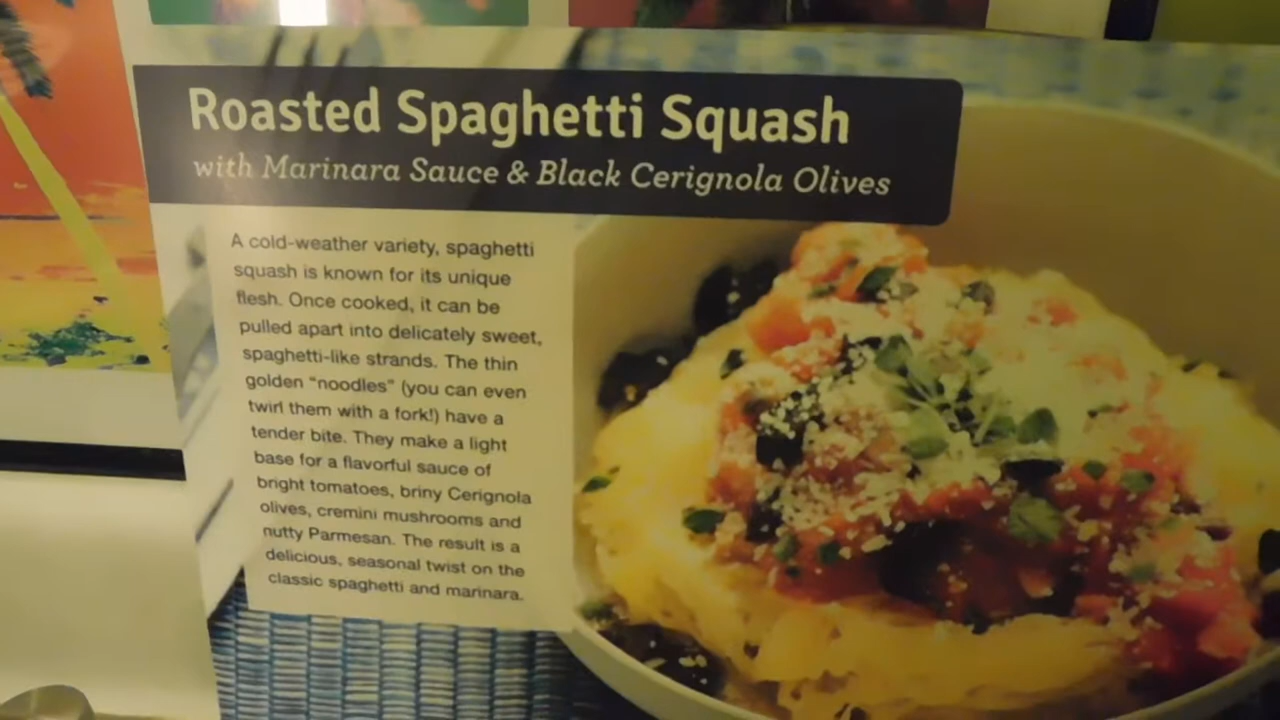 Roasted Spaghetti Squash
with Marinara Sauce & Black Cerignola Olives
A cold-weather variety, spaghetti
squash is known for its unique
flesh. Once cooked, it can be
pulled apart into delicately sweet,
spaghetti-like strands. The thin
golden “noodles” (you can even
twirl them with a fork!) have a
tender bite. They make a light
base for a flavorful sauce of
bright tomatoes, briny Cerignola
olives, cremini mushrooms and
nutty Parmesan. The result is a
delicious, seasonal twist on the
classic spaghetti and marinara.